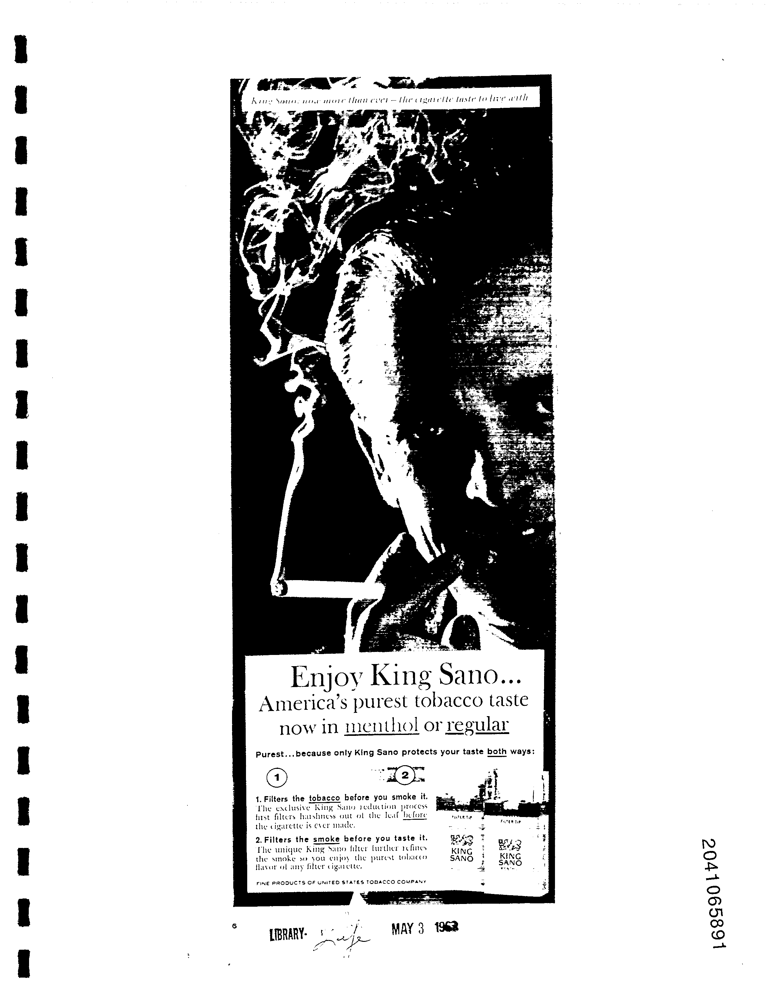 King Sano, now more than ever – the cigarette taste to live with
Enjoy King Sano...
America's purest tobacco taste
now in menthol or regular
Purest...because only King Sano protects your taste both ways:
1 2
1. Filters the tobacco before you smoke it.
The exclusive King Sano reduction process
first filters harshness out of the leaf before
the cigarette is ever made.
2. Filters the smoke before you taste it.
The unique King Sano filter further refines
the smoke so you enjoy the purest tobacco
flavor of any filter cigarette.
FINE PRODUCTS OF UNITED STATES TOBACCO COMPANY
FILTER TIP
FILTER TIP
KING
SANO
KING
SANO
6
LIBRARY- Life MAY 3
2041065891